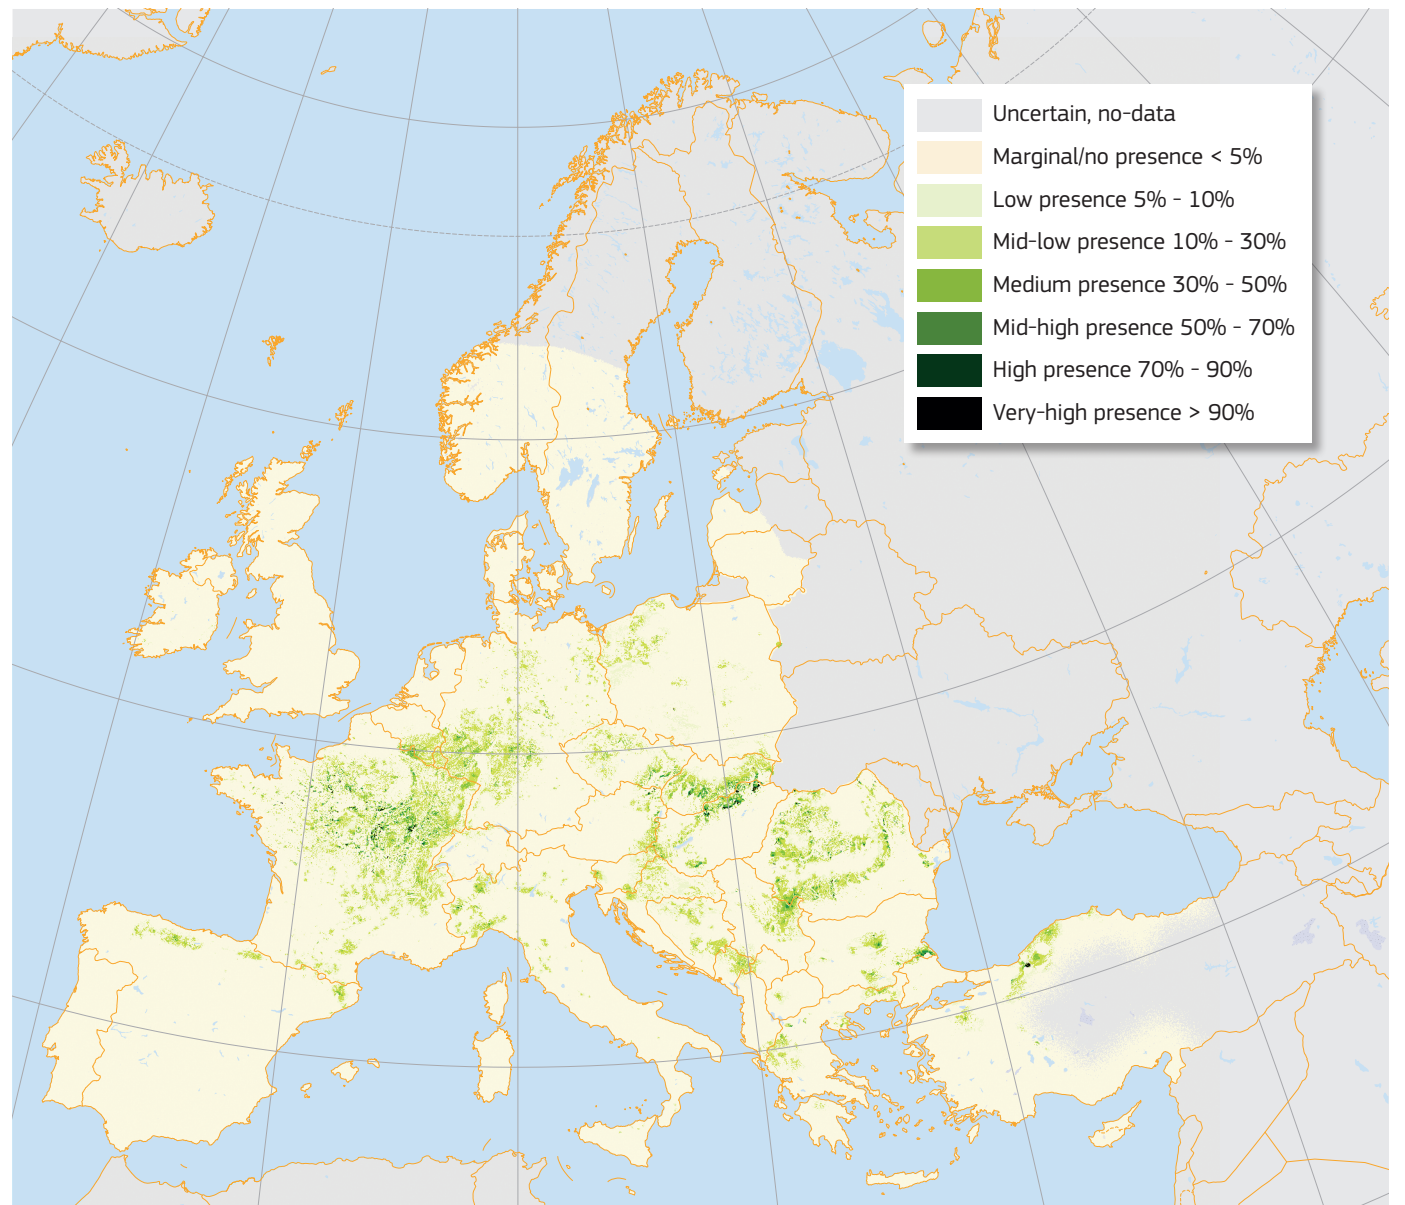 Uncertain, no-data
Marginal/no presence < 5%
Low presence 5% - 10%
Mid-low presence 10% - 30%
Medium presence 30% - 50%
Mid-high presence 50% - 70%
High presence 70% - 90%
Very-high presence > 90%